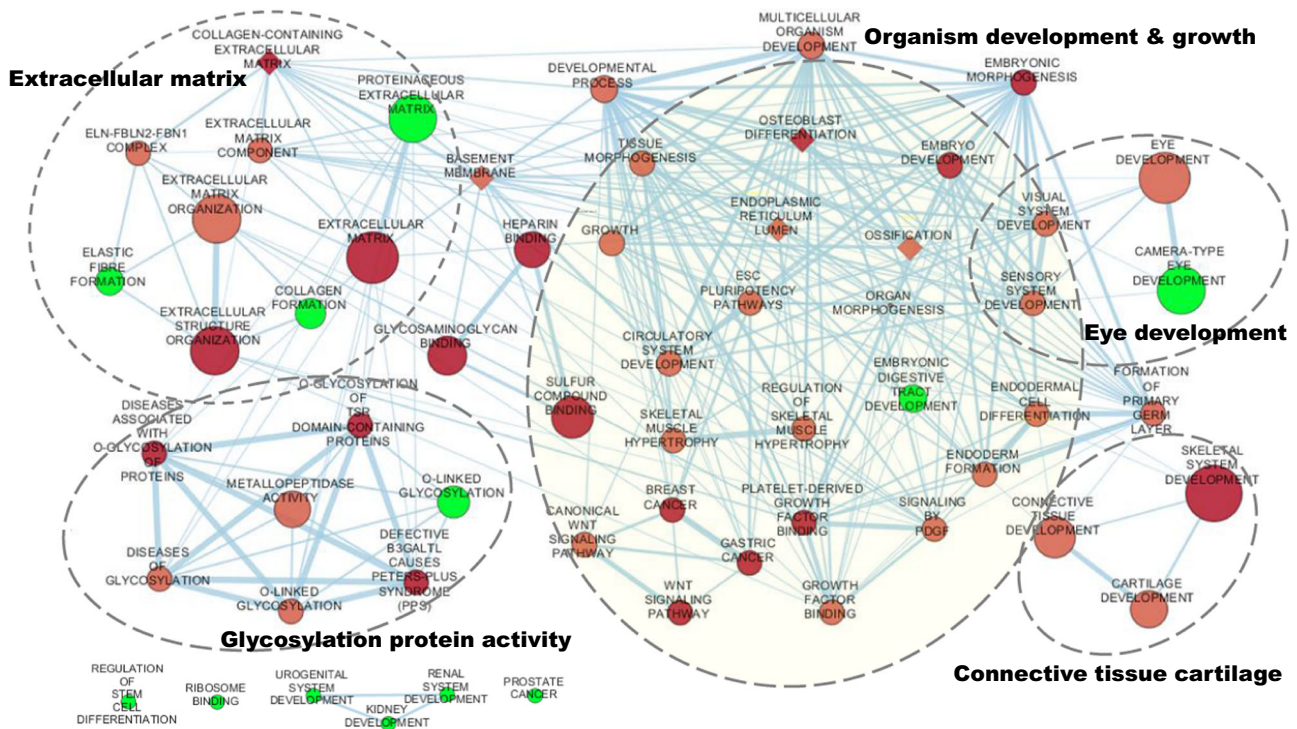 COLLAGEN-CONTAINING
EXTRACELLULAR
MATRIX
Extracellular matrix
PROTEINACEOUS
EXTRACELLULAR
MATRIX
ELN-FBLN2-FBN1
COMPLEX
EXTRACELLULAR
MATRIX
COMPONENT
EXTRACELLULAR
MATRIX
ORGANIZATION
EXTRACELLULAR
MATRIX
ELASTIC
FIBRE
FORMATION
COLLAGEN
FORMATION
EXTRACELLULAR
STRUCTURE
ORGANIZATION
BASEMENT
MEMBRANE
HEPARIN
BINDING
GLYCOSAMINOGLYCAN
BINDING
SULFUR
COMPOUND
BINDING
MULTICELLULAR
ORGANISM
DEVELOPMENT
Organism development & growth
DEVELOPMENTAL
PROCESS
EMBRYONIC
MORPHOGENESIS
OSTEOBLAST
DIFFERENTIATION
TISSUE
MORPHOGENESIS
EMBRYO
DEVELOPMENT
GROWTH
ENDOPLASMIC
RETICULUM
LUMEN
OSSIFICATION
ESC
PLURIPOTENCY
PATHWAYS
ORGAN
MORPHOGENESIS
CIRCULATORY
SYSTEM
DEVELOPMENT
EMBRYONIC
DIGESTIVE
TRACT
DEVELOPMENT
SKELETAL
MUSCLE
HYPERTROPHY
REGULATION
OF
SKELETAL
MUSCLE
HYPERTROPHY
ENDODERMAL
CELL
DIFFERENTIATION
ENDODERM
FORMATION
BREAST
CANCER
PLATELET-DERIVED
GROWTH
FACTOR
BINDING
SIGNALING
BY
PDGF
CANONICAL
WNT
SIGNALING
PATHWAY
GASTRIC
CANCER
WNT
SIGNALING
PATHWAY
GROWTH
FACTOR
BINDING
EYE
DEVELOPMENT
VISUAL
SYSTEM
DEVELOPMENT
CAMERA-TYPE
EYE
DEVELOPMENT
SENSORY
SYSTEM
DEVELOPMENT
Eye development
FORMATION
OF
PRIMARY
GERM
LAYER
SKELETAL
SYSTEM
DEVELOPMENT
CONNECTIVE
TISSUE
DEVELOPMENT
CARTILAGE
DEVELOPMENT
Connective tissue cartilage
O-GLYCOSYLATION
OF
TSR
DOMAIN-CONTAINING
PROTEINS
DISEASES
ASSOCIATED
WITH
O-GLYCOSYLATION
OF
PROTEINS
METALLOPEPTIDASE
ACTIVITY
O-LINKED
GLYCOSYLATION
DISEASES
OF
GLYCOSYLATION
DEFECTIVE
B3GALTL
CAUSES
PETERS-PLUS
SYNDROME
(PPS)
O-LINKED
GLYCOSYLATION
Glycosylation protein activity
REGULATION
OF
STEM
CELL
DIFFERENTIATION
RIBOSOME
BINDING
UROGENITAL
SYSTEM
DEVELOPMENT
RENAL
SYSTEM
DEVELOPMENT
KIDNEY
DEVELOPMENT
PROSTATE
CANCER